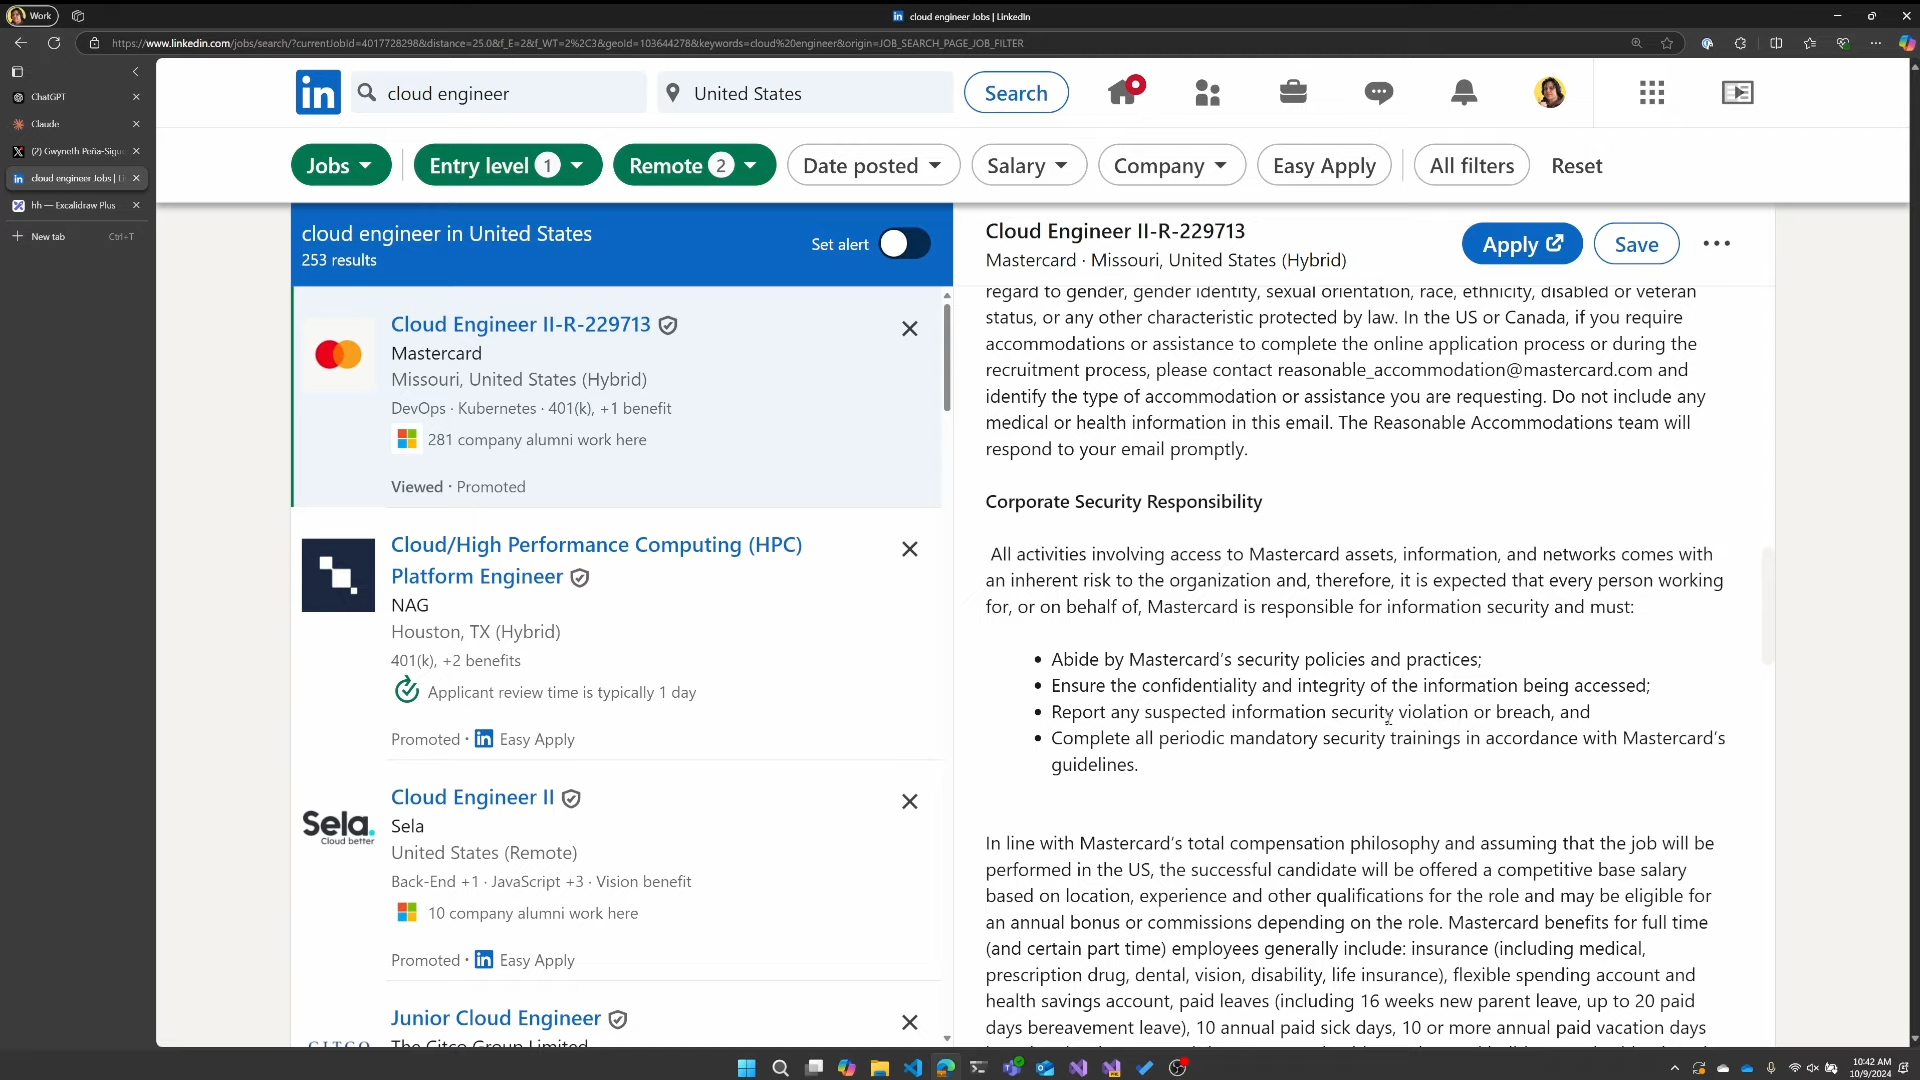 Work
cloud engineer Jobs | LinkedIn
https://www.linkedin.com/jobs/search/?currentJobId=4017728298&distance=25.0&f_E=2&f_WT=2%2C3&geoId=103644278&keywords=cloud%20engineer&origin=JOB_SEARCH_PAGE_JOB_FILTER
ChatGPT
Claude
(2) Gwyneth Peña-Sigu
cloud engineer Jobs | Li
hh — Excalidraw Plus
New tab Ctrl+T
in cloud engineer United States Search
Jobs Entry level 1 Remote 2 Date posted Salary Company Easy Apply All filters Reset
cloud engineer in United States
253 results
Set alert
Cloud Engineer II-R-229713
Mastercard
Missouri, United States (Hybrid)
DevOps · Kubernetes · 401(k), +1 benefit
281 company alumni work here
Viewed · Promoted
Cloud/High Performance Computing (HPC)
Platform Engineer
NAG
Houston, TX (Hybrid)
401(k), +2 benefits
Applicant review time is typically 1 day
Promoted · in Easy Apply
Sela.
Cloud better
Cloud Engineer II
Sela
United States (Remote)
Back-End +1 · JavaScript +3 · Vision benefit
10 company alumni work here
Promoted · in Easy Apply
Junior Cloud Engineer
CITCO
The Citco Group Limited
Cloud Engineer II-R-229713
Mastercard · Missouri, United States (Hybrid)
Apply Save
regard to gender, gender identity, sexual orientation, race, ethnicity, disabled or veteran
status, or any other characteristic protected by law. In the US or Canada, if you require
accommodations or assistance to complete the online application process or during the
recruitment process, please contact reasonable_accommodation@mastercard.com and
identify the type of accommodation or assistance you are requesting. Do not include any
medical or health information in this email. The Reasonable Accommodations team will
respond to your email promptly.
Corporate Security Responsibility
All activities involving access to Mastercard assets, information, and networks comes with
an inherent risk to the organization and, therefore, it is expected that every person working
for, or on behalf of, Mastercard is responsible for information security and must:
• Abide by Mastercard's security policies and practices;
• Ensure the confidentiality and integrity of the information being accessed;
• Report any suspected information security violation or breach, and
• Complete all periodic mandatory security trainings in accordance with Mastercard's
guidelines.
In line with Mastercard's total compensation philosophy and assuming that the job will be
performed in the US, the successful candidate will be offered a competitive base salary
based on location, experience and other qualifications for the role and may be eligible for
an annual bonus or commissions depending on the role. Mastercard benefits for full time
(and certain part time) employees generally include: insurance (including medical,
prescription drug, dental, vision, disability, life insurance), flexible spending account and
health savings account, paid leaves (including 16 weeks new parent leave, up to 20 paid
days bereavement leave), 10 annual paid sick days, 10 or more annual paid vacation days
10:42 AM
10/9/2024